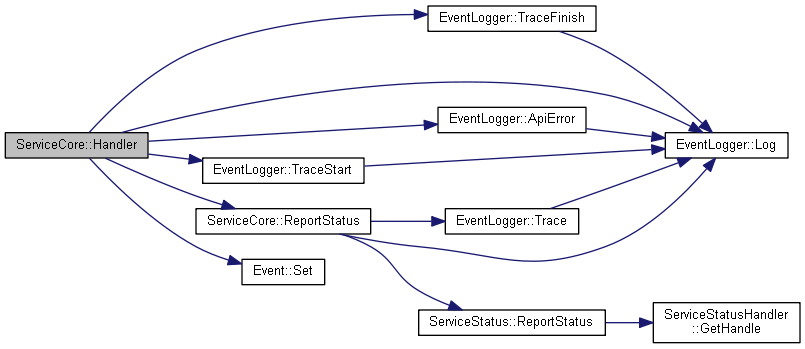 EventLogger::TraceFinish
EventLogger::ApiError
ServiceCore::Handler
EventLogger::Log
EventLogger::TraceStart
ServiceCore::ReportStatus
EventLogger::Trace
Event::Set
ServiceStatus::ReportStatus
ServiceStatusHandler
::GetHandle